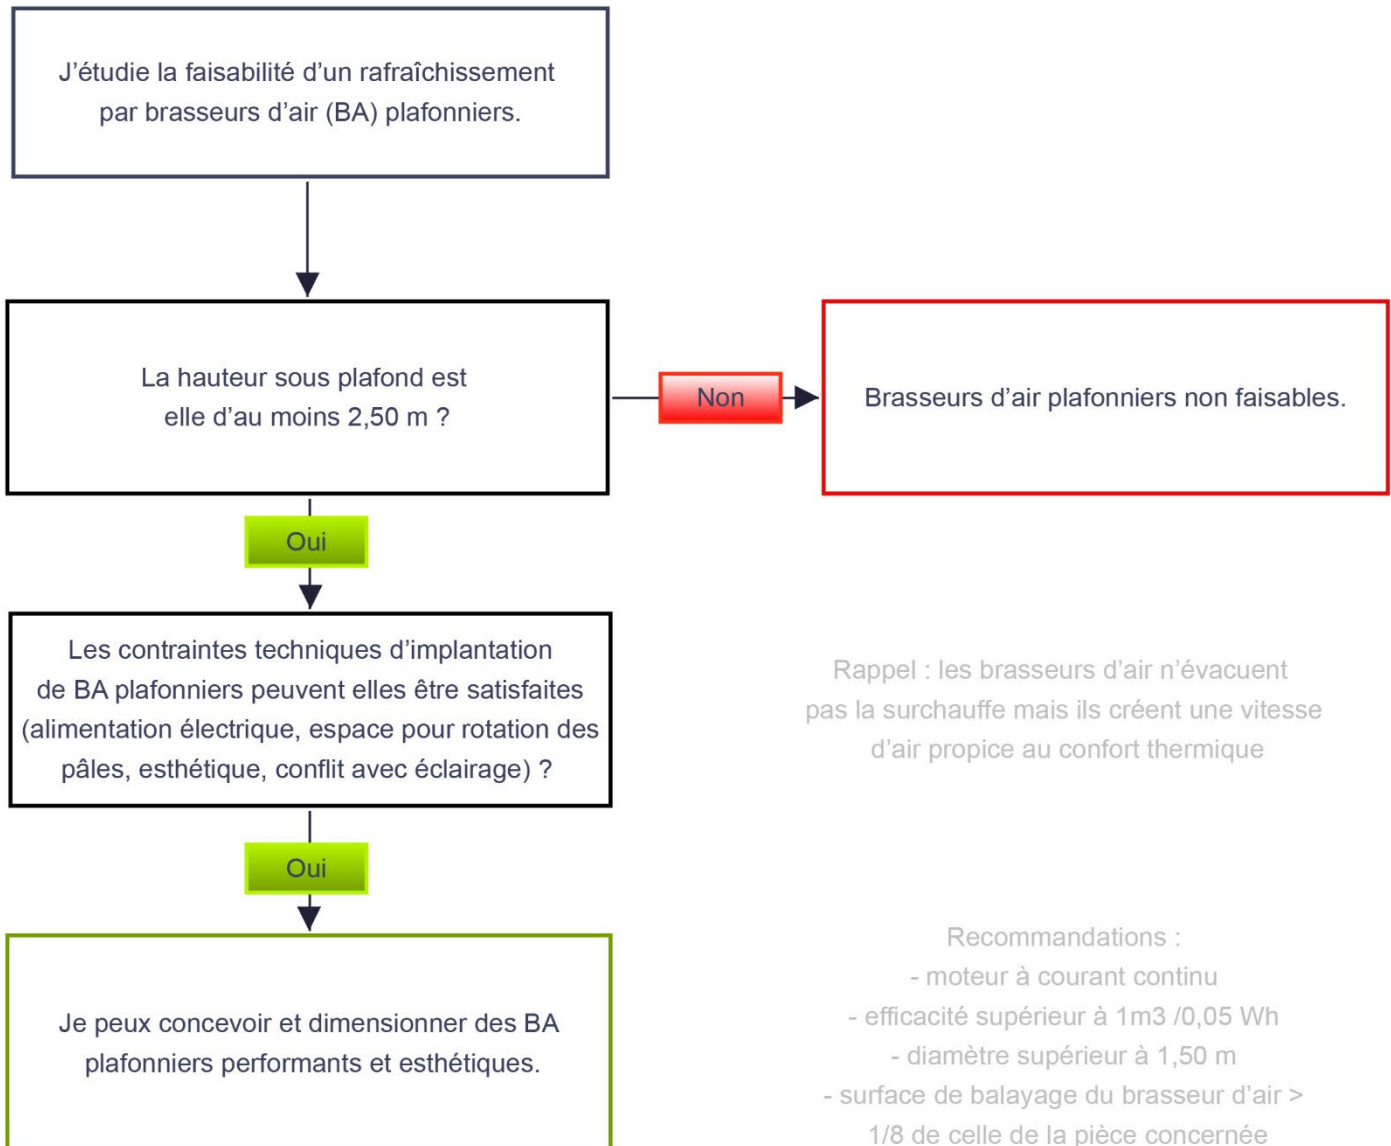 J’étudie la faisabilité d’un rafraîchissement
par brasseurs d’air (BA) plafonniers.
La hauteur sous plafond est
elle d’au moins 2,50 m ?
Non
Brasseurs d’air plafonniers non faisables.
Oui
Les contraintes techniques d’implantation
de BA plafonniers peuvent elles être satisfaites
(alimentation électrique, espace pour rotation des
pâles, esthétique, conflit avec éclairage) ?
Rappel : les brasseurs d’air n’évacuent
pas la surchauffe mais ils créent une vitesse
d’air propice au confort thermique
Oui
Je peux concevoir et dimensionner des BA
plafonniers performants et esthétiques.
Recommandations :
- moteur à courant continu
- efficacité supérieur à 1m3 /0,05 Wh
- diamètre supérieur à 1,50 m
- surface de balayage du brasseur d’air >
1/8 de celle de la pièce concernée